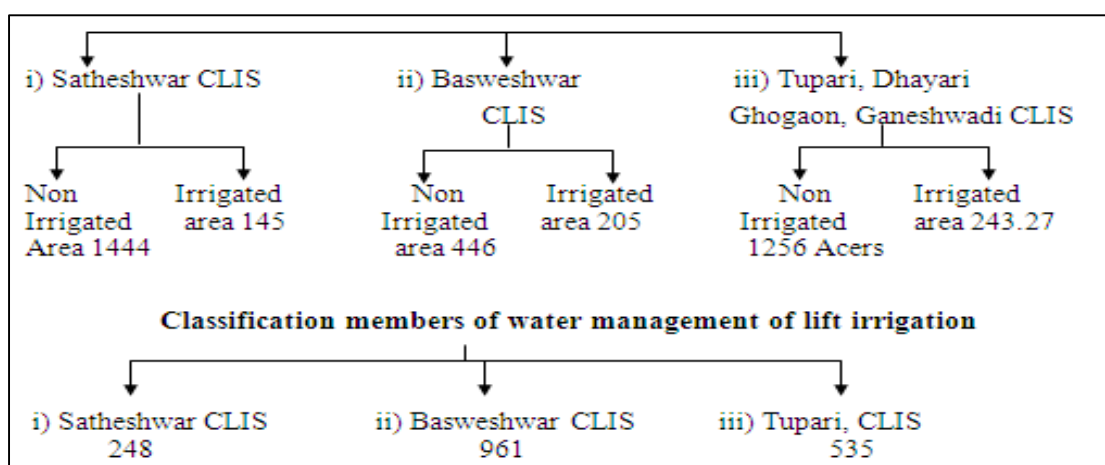 i) Satheshwar CLIS ii) Basweshwar iii) Tupari, Dhayari
CLIS Ghogaon, Ganeshwadi CLIS
Non Irrigated Non Irrigated Non Irrigated
Irrigated area 145 Irrigated area 205 Irrigated area 243.27
Area 1444 area 446 1256 Acers
Classification members of water management of lift irrigation
i) Satheshwar CLIS ii) Basweshwar CLIS iii) Tupari, CLIS
248 961 535